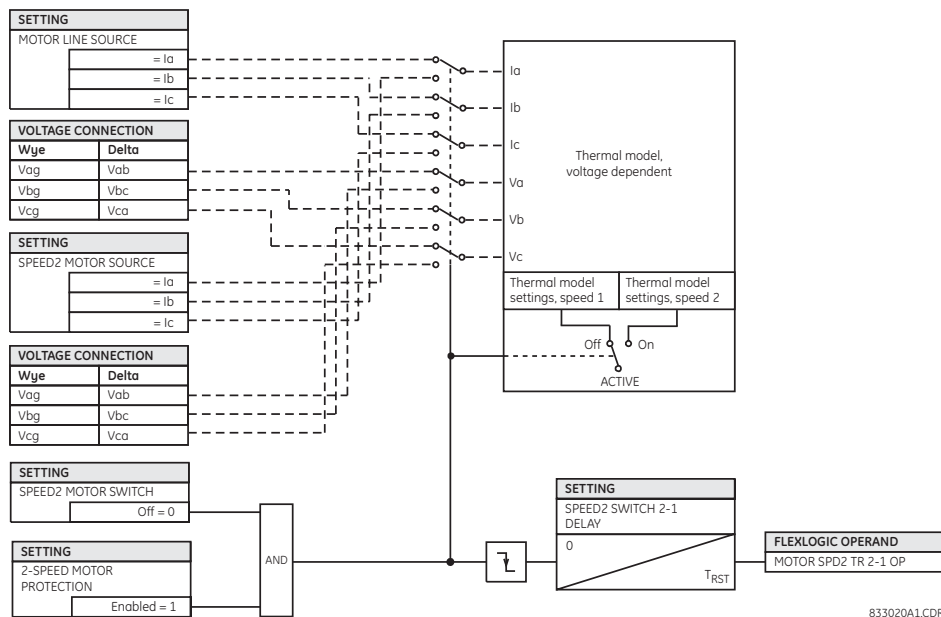 SETTING
MOTOR LINE SOURCE
= Ia
= Ib
= Ic
VOLTAGE CONNECTION
Wye Delta
Vag Vab
Vbg Vbc
Vcg Vca
SETTING
SPEED2 MOTOR SOURCE
= Ia
= Ib
= Ic
VOLTAGE CONNECTION
Wye Delta
Vag Vab
Vbg Vbc
Vcg Vca
SETTING
SPEED2 MOTOR SWITCH
Off = 0
SETTING
2-SPEED MOTOR
PROTECTION
Enabled = 1
AND
Ia
Ib
Ic
Va
Vb
Vc
Thermal model,
voltage dependent
Thermal model
settings, speed 1
Thermal model
settings, speed 2
Off On
ACTIVE
SETTING
SPEED2 SWITCH 2-1
DELAY
0
TRST
FLEXLOGIC OPERAND
MOTOR SPD2 TR 2-1 OP
833020A1.CDR